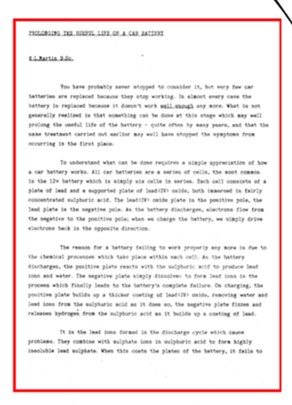 PROLONGING THE USEFUL LIFE OF A CAR BATTERY
E.L.Martin B.Sc.
You have probably never stopped to consider it, but very few car
batteries are replaced because they stop working. In almost every case the
battery is replaced because it doesn't work well enough any more. What is not
generally realized is that something can be done at this stage which may well
prolong the useful life of the battery - quite often by many years, and that the
same treatment carried out earlier may well have stopped the symptoms from
occurring in the first place.
To understand what can be done requires a simple appreciation of how
a car battery works. All car batteries are a series of cells, the most common
is the 12v battery which is simply six cells in series. Each cell consists of a
plate of lead and a supported plate of lead(IV) oxide, both immersed in fairly
concentrated sulphuric acid. The lead(IV) oxide plate is the positive pole, the
lead plate is the negative pole. As the battery discharges, electrons flow from
the negative to the positive pole; when we charge the battery, we simply drive
electrons back in the opposite direction.
The reason for a battery failing to work properly any more is due to
the chemical processes which take place within each cell. As the battery
discharges, the positive plate reacts with the sulphuric acid to produce lead
ions and water. The negative plate simply dissolves to form lead ions in the
process which finally leads to the battery's complete failure. On charging, the
positive plate builds up a thicker coating of lead(IV) oxide, removing water and
lead ions from the sulphuric acid as it does so, the negative plate fizzes and
releases hydrogen from the sulphuric acid as it builds up a coating of lead.
It is the lead ions formed in the discharge cycle which cause
problems. They combine with sulphate ions in sulphuric acid to form highly
insoluble lead sulphate. When this coats the plates of the battery, it fails to